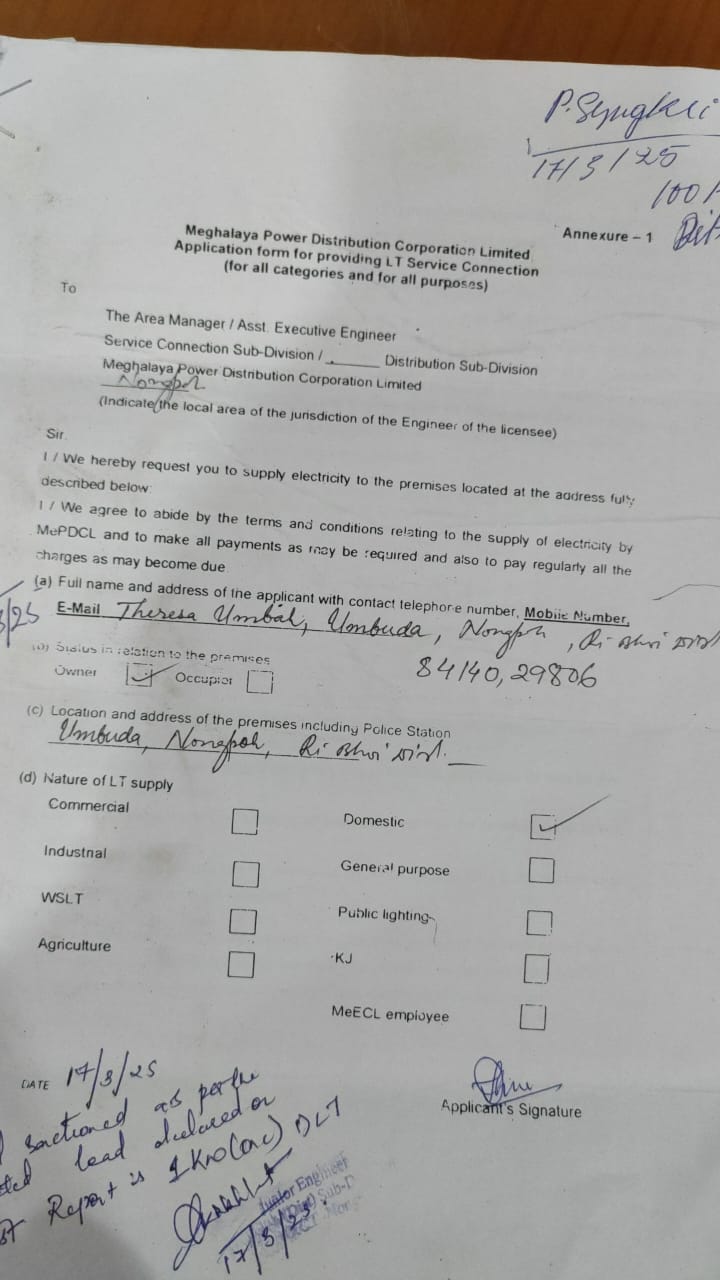 P. Syngkli
17/3/25
100/-
Meghalaya Power Distribution Corporation Limited
Annexure – 1
Application form for providing LT Service Connection
(for all categories and for all purposes)
To
The Area Manager / Asst. Executive Engineer
Service Connection Sub-Division / ______ Distribution Sub-Division
Meghalaya Power Distribution Corporation Limited
Nongpoh
(Indicate the local area of the jurisdiction of the Engineer of the licensee)
Sir
I / We hereby request you to supply electricity to the premises located at the address fully
described below
I / We agree to abide by the terms and conditions relating to the supply of electricity by
MePDCL and to make all payments as may be required and also to pay regularly all the
charges as may become due
(a) Full name and address of the applicant with contact telephone number, Mobile Number,
E-Mail Theresa Umbah, Umbuda, Nongpoh, Ri-Bhoi Dist
(b) Status in relation to the premises
Owner Occupier
84140,29806
(c) Location and address of the premises including Police Station
Umbuda, Nongpoh, Ri Bhoi Dist.
(d) Nature of LT supply
Commercial
Domestic
Industrial
General purpose
WSLT
Public lighting
Agriculture
KJ
MeECL employee
DATE 17/3/25
Applicant's Signature
sanctioned as per the
load declared on
Report is 1 KW (one) DLT
Junior Engineer
17/3/25